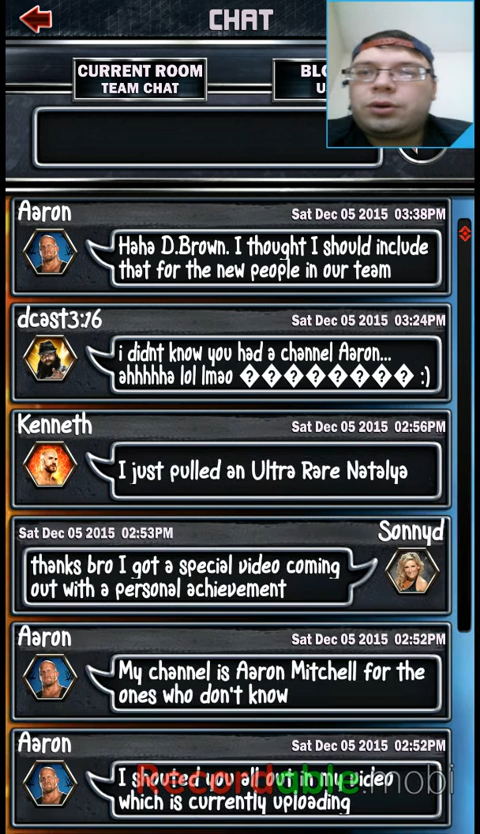 CHAT
CURRENT ROOM
TEAM CHAT
BLO
U
Aaron
Sat Dec 05 2015 03:38PM
Haha D.Brown. I thought I should include
that for the new people in our team
dcast3:16
Sat Dec 05 2015 03:24PM
i didnt know you had a channel Aaron...
ahhhhha lol lmao �������� :)
Kenneth
Sat Dec 05 2015 02:56PM
I just pulled an Ultra Rare Natalya
Sat Dec 05 2015 02:53PM
Sonnyd
thanks bro I got a special video coming
out with a personal achievement
Aaron
Sat Dec 05 2015 02:52PM
My channel is Aaron Mitchell for the
ones who don't know
Aaron
Sat Dec 05 2015 02:52PM
I shouted you all out in my video
which is currently uploading
Recordable.mobi